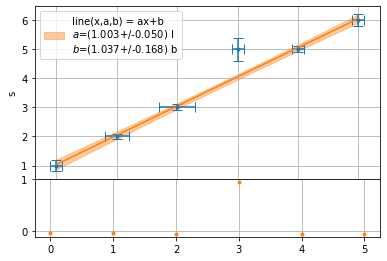 line(x,a,b) = ax+b
a=(1.003+/-0.050) l
b=(1.037+/-0.168) b
s
6
5
4
3
2
1
1
0
0 1 2 3 4 5